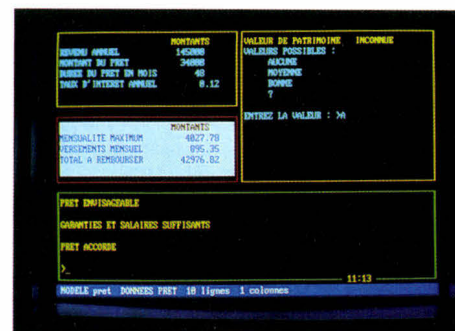 MONTANTS
REVENU ANNUEL 145000
MONTANT DU PRET 34000
DUREE DU PRET EN MOIS 48
TAUX D'INTERET ANNUEL 0.12
VALEUR DE PATRIMOINE INCONNUE
VALEURS POSSIBLES :
AUCUNE
MOYENNE
BONNE
?
ENTREZ LA VALEUR : >A
MONTANTS
MENSUALITE MAXIMUM 4027.78
VERSEMENTS MENSUEL 895.35
TOTAL A REMBOURSER 42976.82
PRET ENVISAGEABLE
GARANTIES ET SALAIRES SUFFISANTS
PRET ACCORDE
>_
11:13
MODELE pret DONNEES PRET 10 lignes 1 colonnes